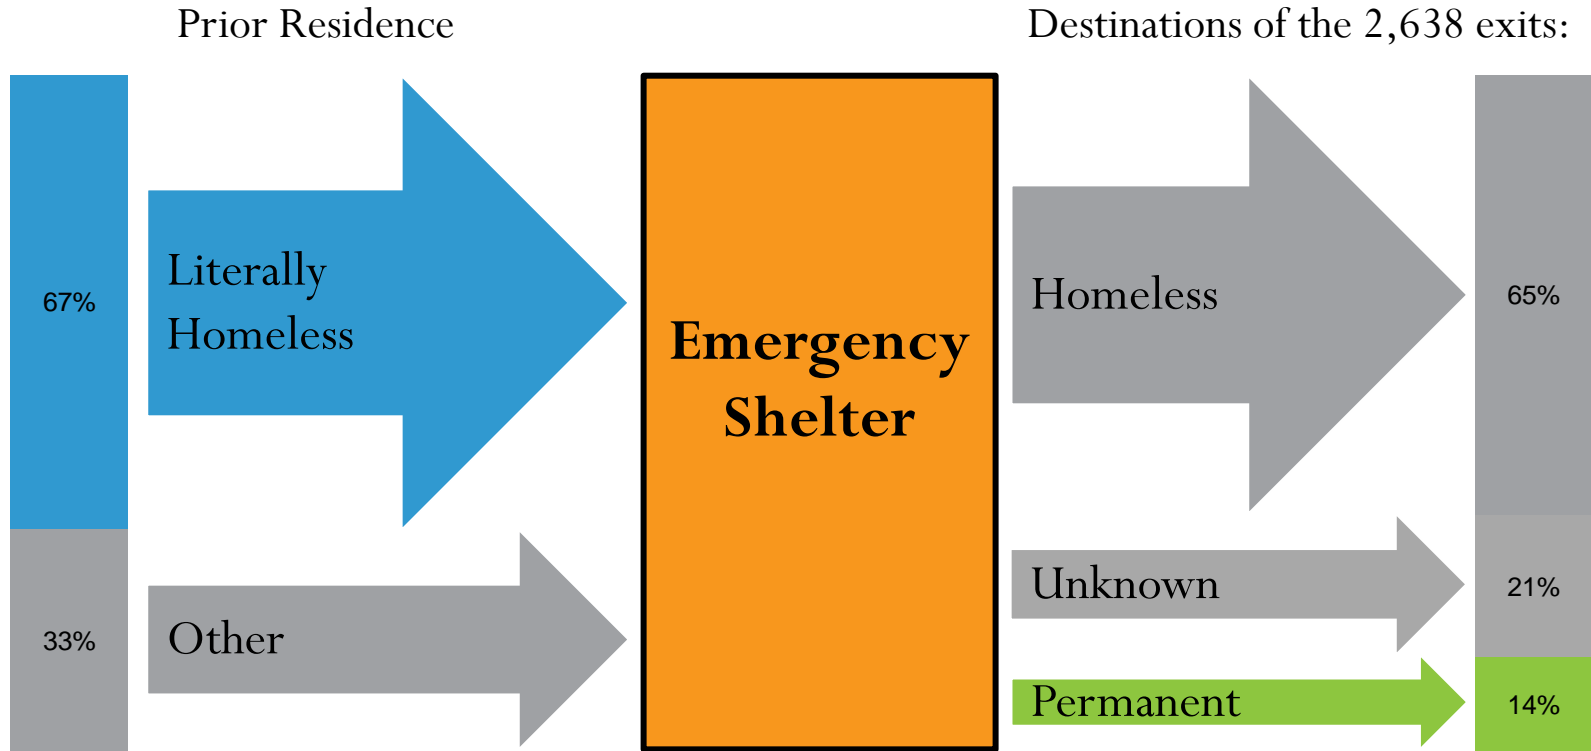 Prior Residence
Destinations of the 2,638 exits:
67%
Literally
Homeless
33%
Other
Emergency
Shelter
Homeless
65%
Unknown
21%
Permanent
14%